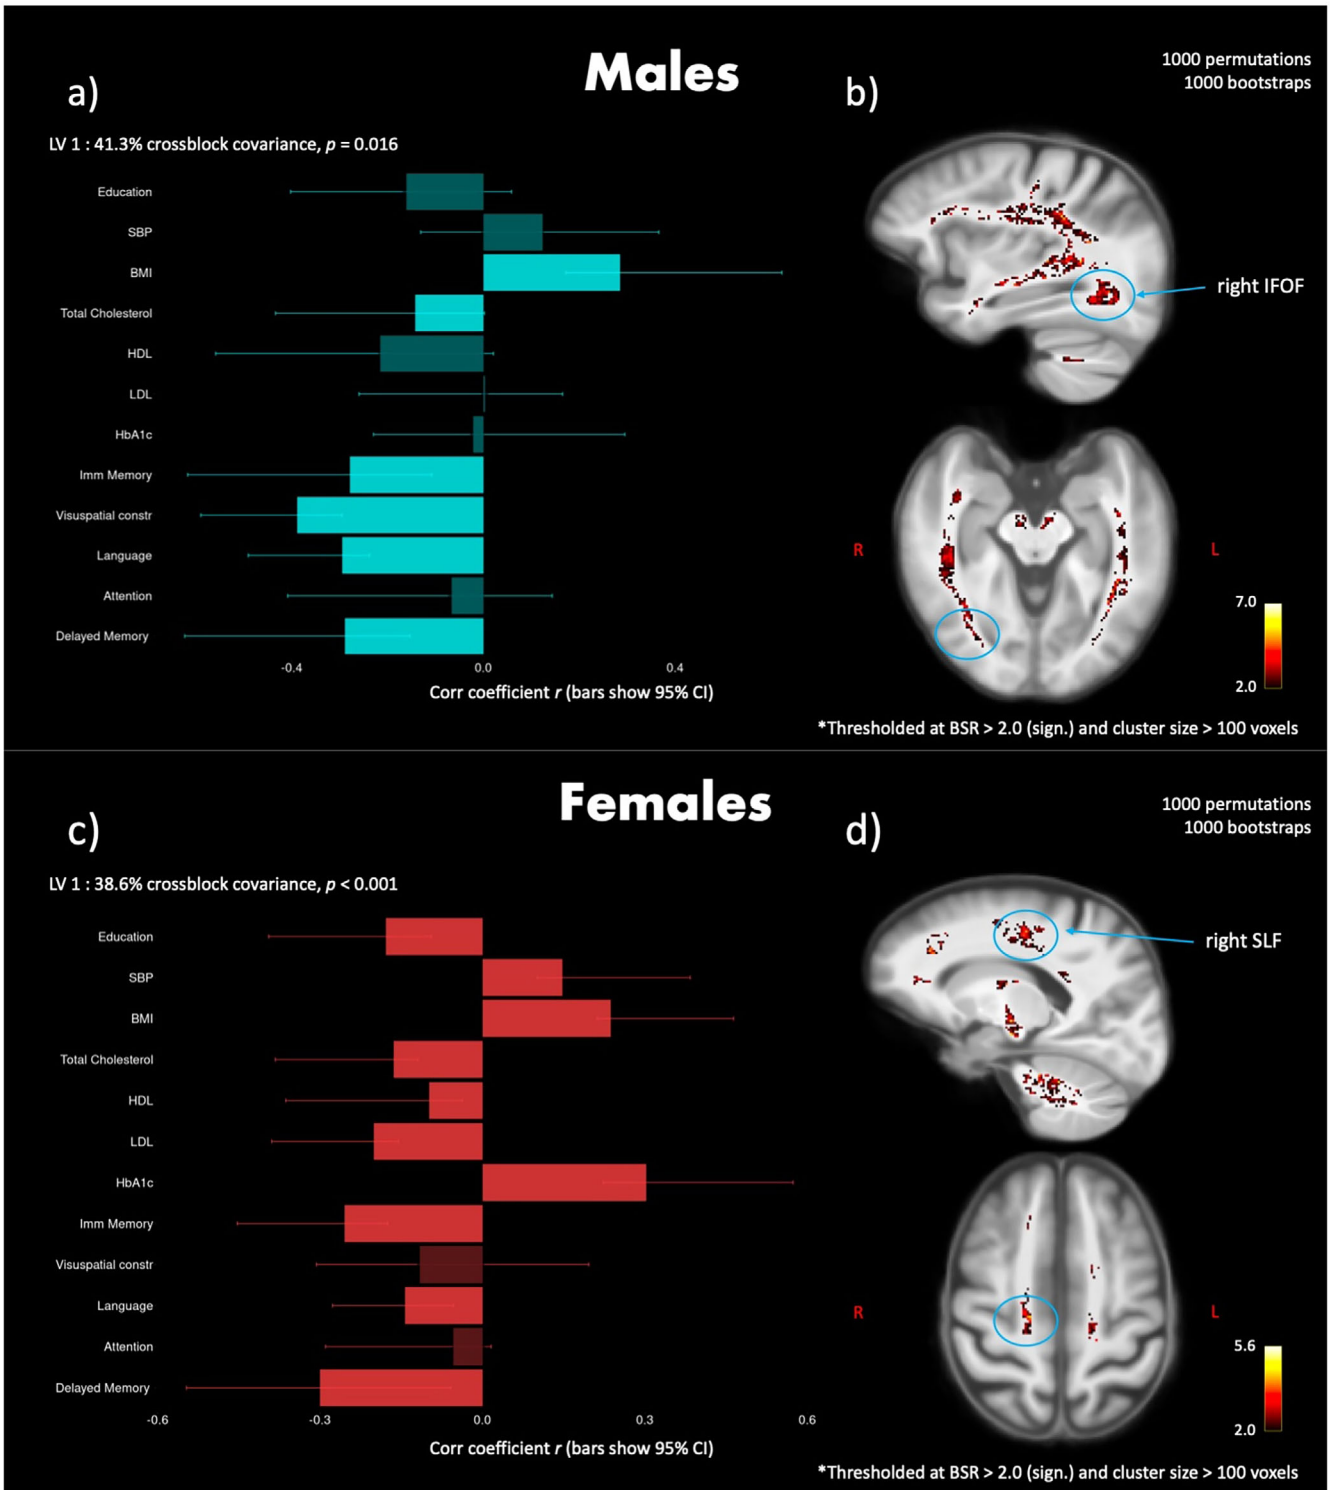 Males
1000 permutations
1000 bootstraps
a)
b)
LV 1 : 41.3% crossblock covariance, p = 0.016
Education
SBP
BMI
Total Cholesterol
HDL
LDL
HbA1c
Imm Memory
Visuspatial constr
Language
Attention
Delayed Memory
-0.4 0.0 0.4
Corr coefficient r (bars show 95% CI)
right IFOF
R
L
7.0
2.0
*Thresholded at BSR > 2.0 (sign.) and cluster size > 100 voxels
Females
1000 permutations
1000 bootstraps
c)
d)
LV 1 : 38.6% crossblock covariance, p < 0.001
Education
SBP
BMI
Total Cholesterol
HDL
LDL
HbA1c
Imm Memory
Visuspatial constr
Language
Attention
Delayed Memory
-0.6 -0.3 0.0 0.3 0.6
Corr coefficient r (bars show 95% CI)
right SLF
R
L
5.6
2.0
*Thresholded at BSR > 2.0 (sign.) and cluster size > 100 voxels